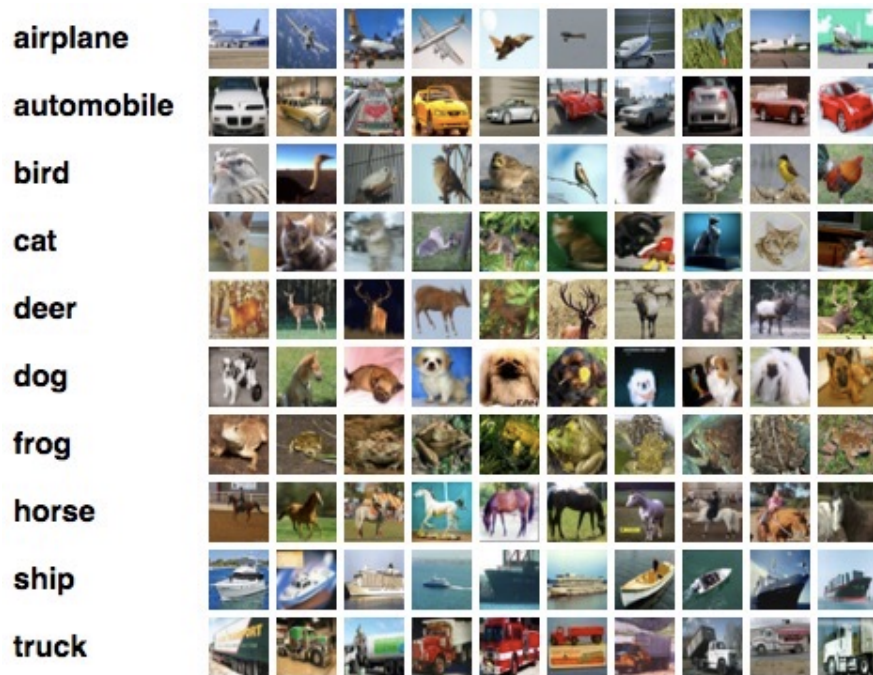 airplane
automobile
bird
cat
deer
dog
frog
horse
ship
truck